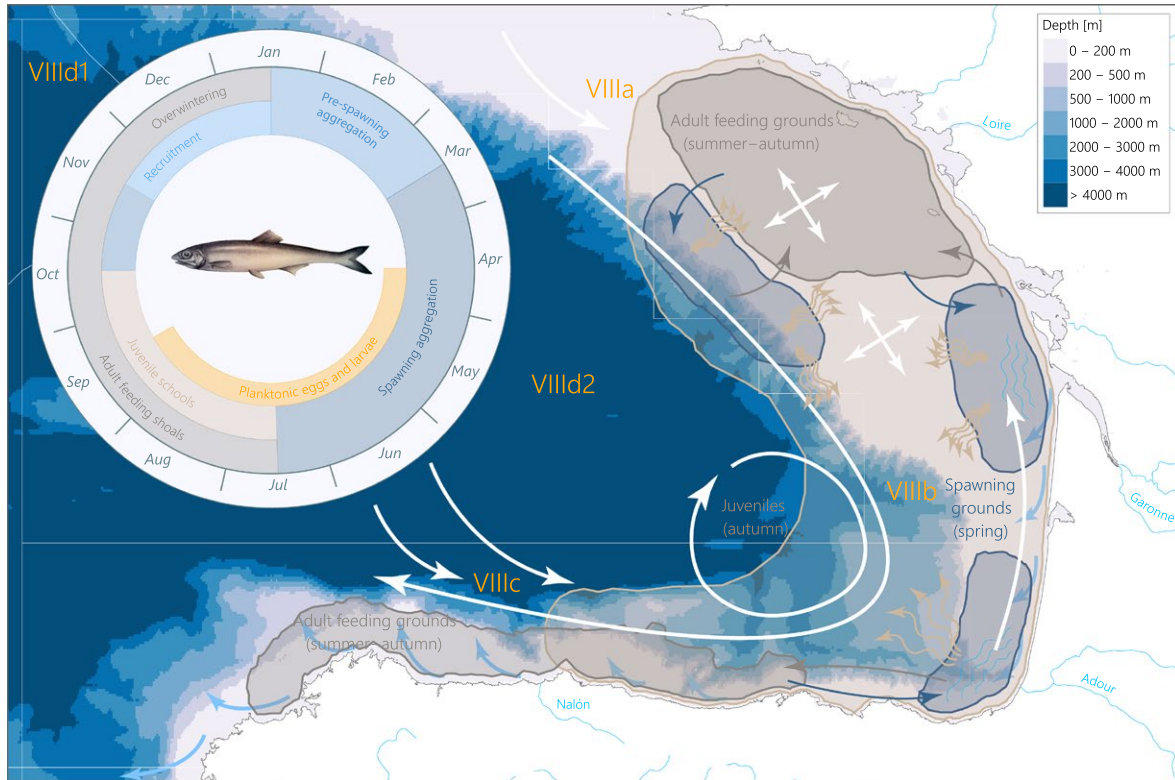 VIIId1
Jan
Feb
Mar
Apr
May
Jun
Jul
Aug
Sep
Oct
Nov
Dec
Overwintering
Recruitment
Pre-spawning
aggregation
Spawning aggregation
Planktonic eggs and larvae
Juvenile schools
Adult feeding shoals
VIIIa
Adult feeding grounds
(summer–autumn)
Loire
Depth [m]
0 – 200 m
200 – 500 m
500 – 1000 m
1000 – 2000 m
2000 – 3000 m
3000 – 4000 m
> 4000 m
VIIId2
VIIIb
Spawning
grounds
(spring)
Garonne
Juveniles
(autumn)
VIIIc
Adult feeding grounds
(summer–autumn)
Nalón
Adour